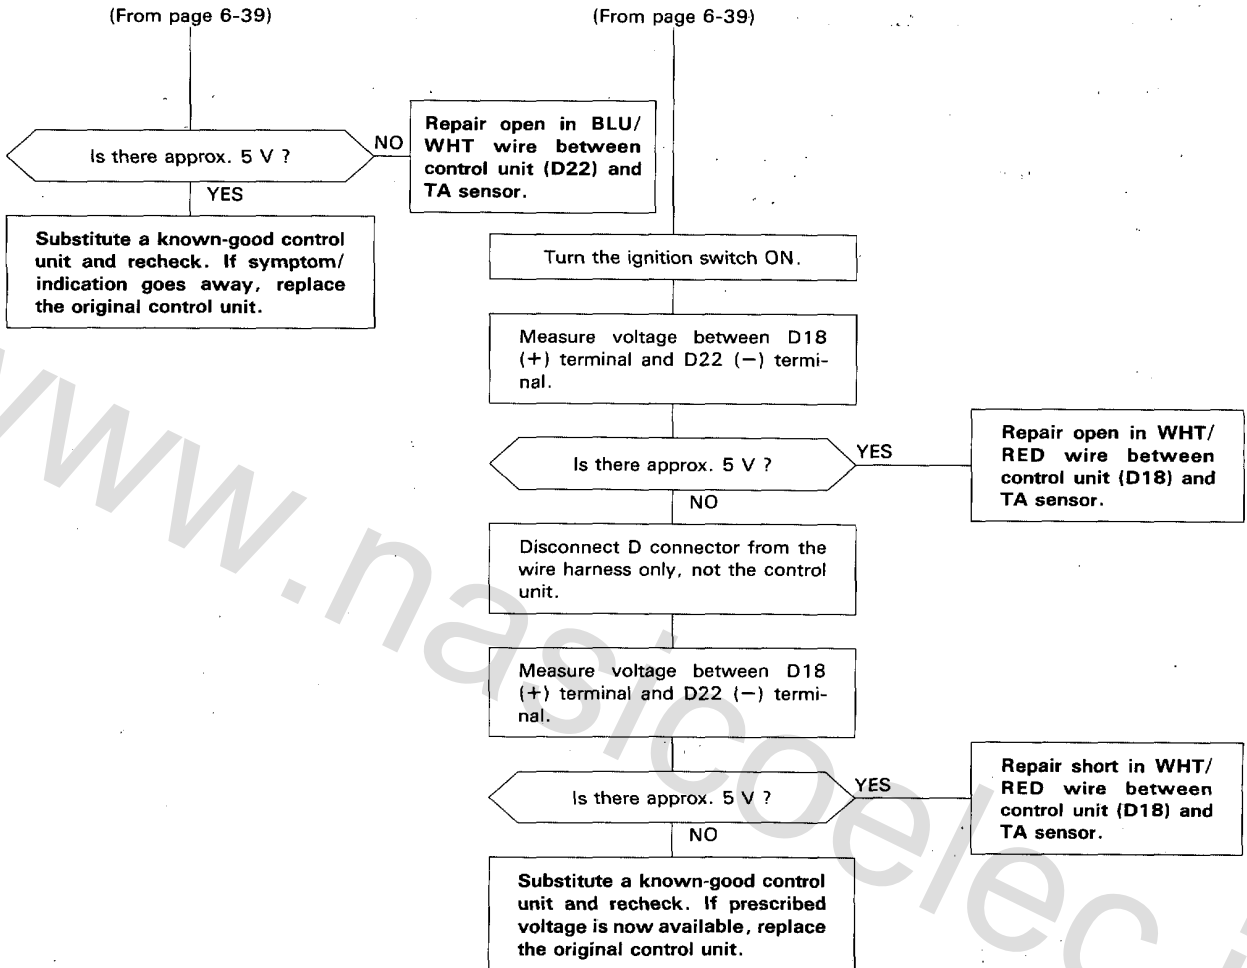 (From page 6-39)
(From page 6-39)
Is there approx. 5 V ?
NO
Repair open in BLU/
WHT wire between
control unit (D22) and
TA sensor.
YES
Substitute a known-good control
unit and recheck. If symptom/
indication goes away, replace
the original control unit.
Turn the ignition switch ON.
Measure voltage between D18
(+) terminal and D22 (−) termi-
nal.
Is there approx. 5 V ?
YES
Repair open in WHT/
RED wire between
control unit (D18) and
TA sensor.
NO
Disconnect D connector from the
wire harness only, not the control
unit.
Measure voltage between D18
(+) terminal and D22 (−) termi-
nal.
Is there approx. 5 V ?
YES
Repair short in WHT/
RED wire between
control unit (D18) and
TA sensor.
NO
Substitute a known-good control
unit and recheck. If prescribed
voltage is now available, replace
the original control unit.